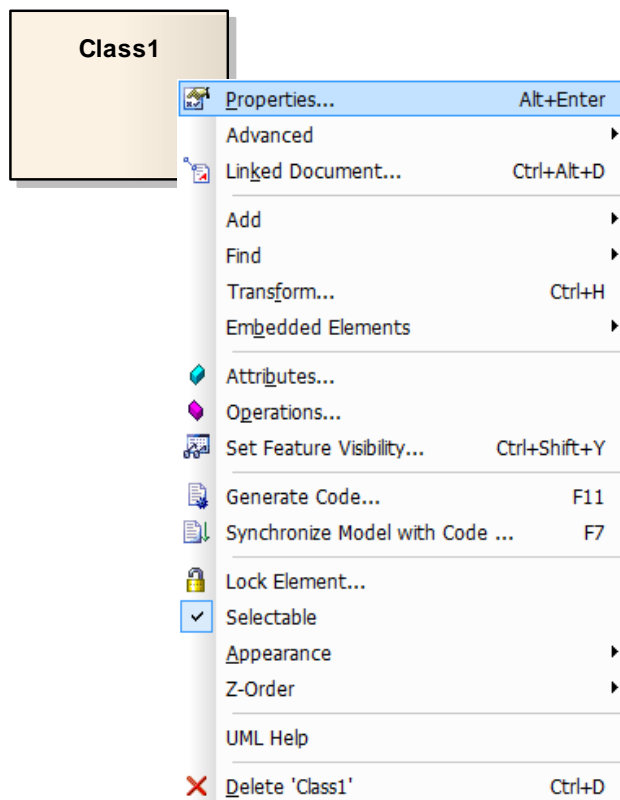 Class1
Properties... Alt+Enter
Advanced
Linked Document... Ctrl+Alt+D
Add
Find
Transform... Ctrl+H
Embedded Elements
Attributes...
Operations...
Set Feature Visibility... Ctrl+Shift+Y
Generate Code... F11
Synchronize Model with Code ... F7
Lock Element...
Selectable
Appearance
Z-Order
UML Help
Delete 'Class1' Ctrl+D